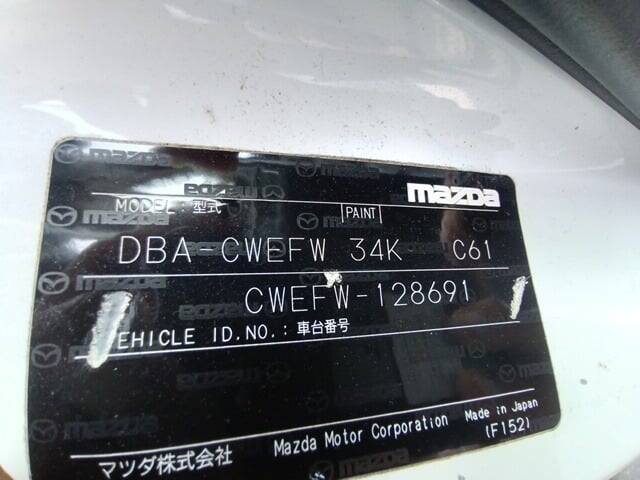 mazda
MODEL:型式 PAINT
DBA-CWEFW 34K C61
CWEFW-128691
VEHICLE ID.NO.:車台番号
マツダ株式会社 Mazda Motor Corporation Made in Japan
(F152)